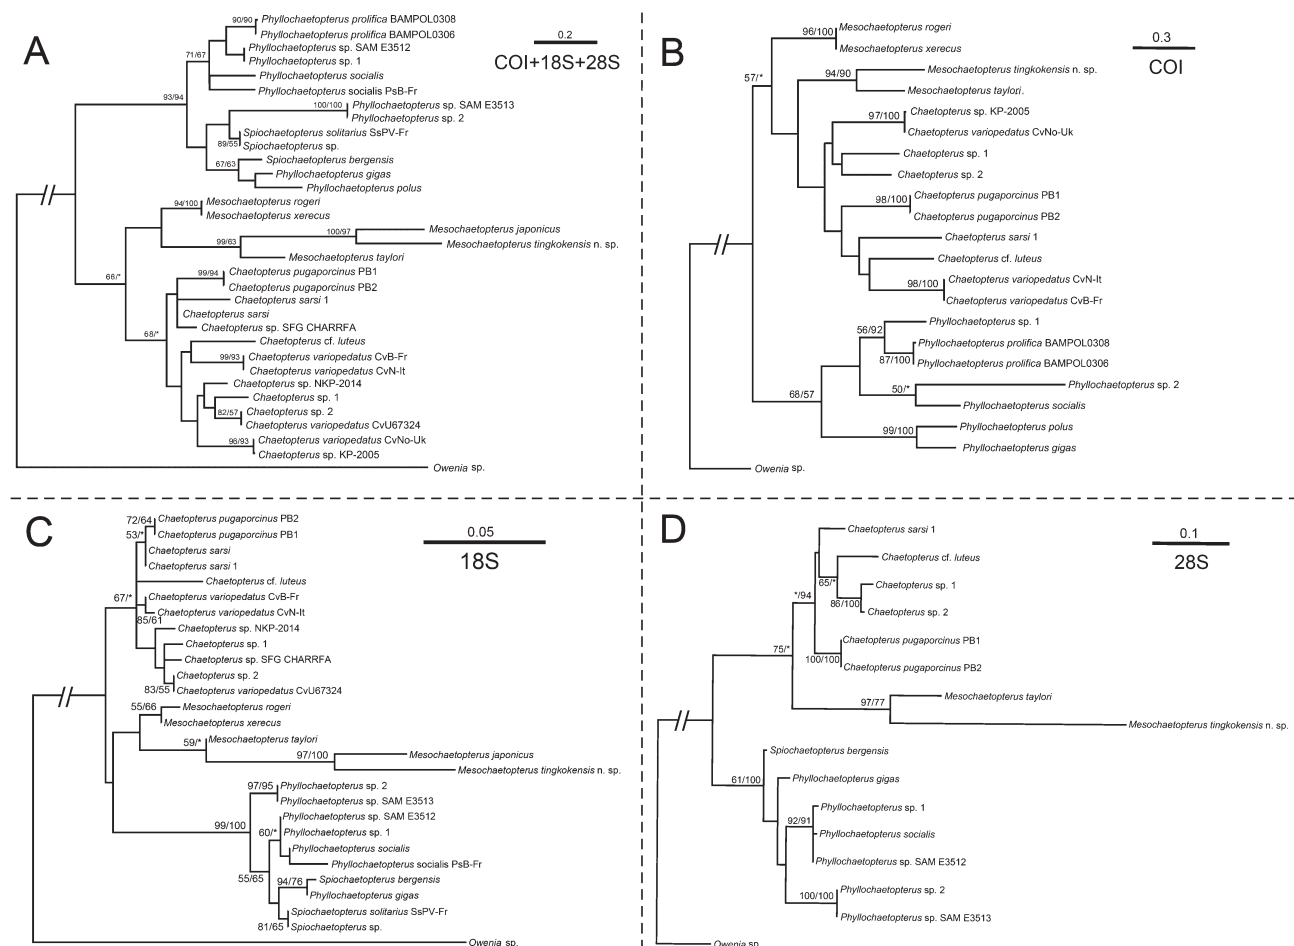 A
0.2
COI+18S+28S
90/90
Phyllochaetopterus prolifica BAMPOL0308
Phyllochaetopterus prolifica BAMPOL0306
Phyllochaetopterus sp. SAM E3512
71/67
Phyllochaetopterus sp. 1
Phyllochaetopterus socialis
Phyllochaetopterus socialis PsB-Fr
93/94
100/100
Phyllochaetopterus sp. SAM E3513
Phyllochaetopterus sp. 2
Spiochaetopterus solitarius SsPV-Fr
89/55
Spiochaetopterus sp.
Spiochaetopterus bergensis
67/63
Phyllochaetopterus gigas
Phyllochaetopterus polus
94/100
Mesochaetopterus rogeri
Mesochaetopterus xerecus
100/97
Mesochaetopterus japonicus
99/63
Mesochaetopterus tingkokensis n. sp.
Mesochaetopterus taylori
66/*
99/94
Chaetopterus pugaporcinus PB1
Chaetopterus pugaporcinus PB2
Chaetopterus sarsi 1
Chaetopterus sarsi
Chaetopterus sp. SFG CHARRFA
68/*
Chaetopterus cf. luteus
99/93
Chaetopterus variopedatus CvB-Fr
Chaetopterus variopedatus CvN-It
Chaetopterus sp. NKP-2014
Chaetopterus sp. 1
82/57
Chaetopterus sp. 2
Chaetopterus variopedatus CvU67324
96/93
Chaetopterus variopedatus CvNo-Uk
Chaetopterus sp. KP-2005
Owenia sp.
B
0.3
COI
96/100
Mesochaetopterus rogeri
Mesochaetopterus xerecus
57/*
94/90
Mesochaetopterus tingkokensis n. sp.
Mesochaetopterus taylori.
97/100
Chaetopterus sp. KP-2005
Chaetopterus variopedatus CvNo-Uk
Chaetopterus sp. 1
Chaetopterus sp. 2
98/100
Chaetopterus pugaporcinus PB1
Chaetopterus pugaporcinus PB2
Chaetopterus sarsi 1
Chaetopterus cf. luteus
98/100
Chaetopterus variopedatus CvN-It
Chaetopterus variopedatus CvB-Fr
56/92
Phyllochaetopterus sp. 1
Phyllochaetopterus prolifica BAMPOL0308
87/100
Phyllochaetopterus prolifica BAMPOL0306
50/*
Phyllochaetopterus sp. 2
68/57
Phyllochaetopterus socialis
99/100
Phyllochaetopterus polus
Phyllochaetopterus gigas
Owenia sp.
C
0.05
18S
72/64
Chaetopterus pugaporcinus PB2
53/*
Chaetopterus pugaporcinus PB1
Chaetopterus sarsi
Chaetopterus sarsi 1
Chaetopterus cf. luteus
67/*
Chaetopterus variopedatus CvB-Fr
Chaetopterus variopedatus CvN-It
85/61
Chaetopterus sp. NKP-2014
Chaetopterus sp. 1
Chaetopterus sp. SFG CHARRFA
Chaetopterus sp. 2
83/55
Chaetopterus variopedatus CvU67324
55/66
Mesochaetopterus rogeri
Mesochaetopterus xerecus
59/*
Mesochaetopterus taylori
97/100
Mesochaetopterus japonicus
Mesochaetopterus tingkokensis n. sp.
97/95
Phyllochaetopterus sp. 2
Phyllochaetopterus sp. SAM E3513
99/100
Phyllochaetopterus sp. SAM E3512
60/*
Phyllochaetopterus sp. 1
Phyllochaetopterus socialis
Phyllochaetopterus socialis PsB-Fr
55/65
94/76
Spiochaetopterus bergensis
Phyllochaetopterus gigas
Spiochaetopterus solitarius SsPV-Fr
81/65
Spiochaetopterus sp.
Owenia sp.
D
0.1
28S
Chaetopterus sarsi 1
Chaetopterus cf. luteus
65/*
Chaetopterus sp. 1
*/94
86/100
Chaetopterus sp. 2
Chaetopterus pugaporcinus PB1
75/*
100/100
Chaetopterus pugaporcinus PB2
97/77
Mesochaetopterus taylori
Mesochaetopterus tingkokensis n. sp.
Spiochaetopterus bergensis
61/100
Phyllochaetopterus gigas
Phyllochaetopterus sp. 1
92/91
Phyllochaetopterus socialis
Phyllochaetopterus sp. SAM E3512
Phyllochaetopterus sp. 2
100/100
Phyllochaetopterus sp. SAM E3513
Owenia sp.